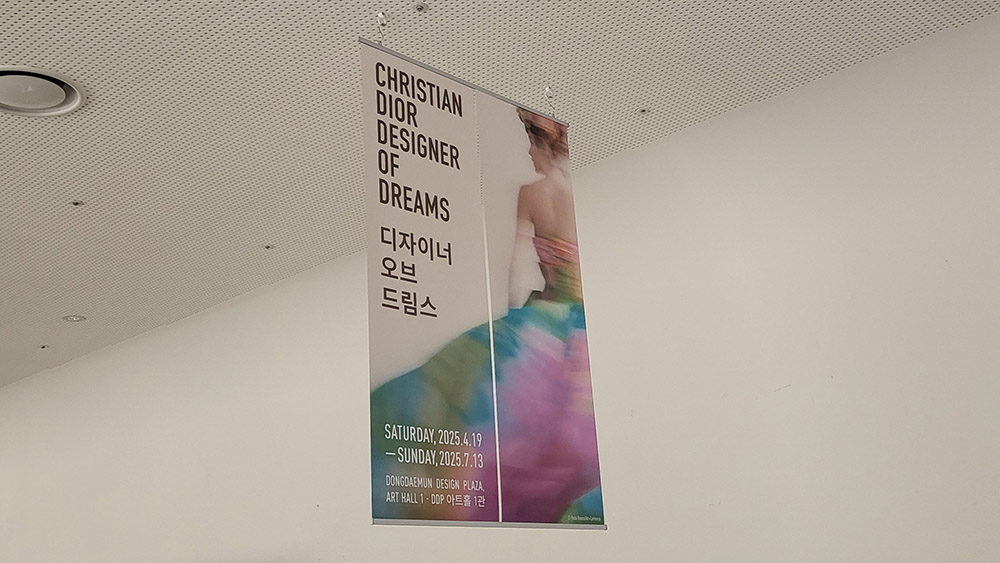 CHRISTIAN
DIOR
DESIGNER
OF
DREAMS
디자이너
오브
드림스
SATURDAY, 2025.4.19
— SUNDAY, 2025.7.13
DONGDAEMUN DESIGN PLAZA,
ART HALL 1 - DDP 아트홀 1관